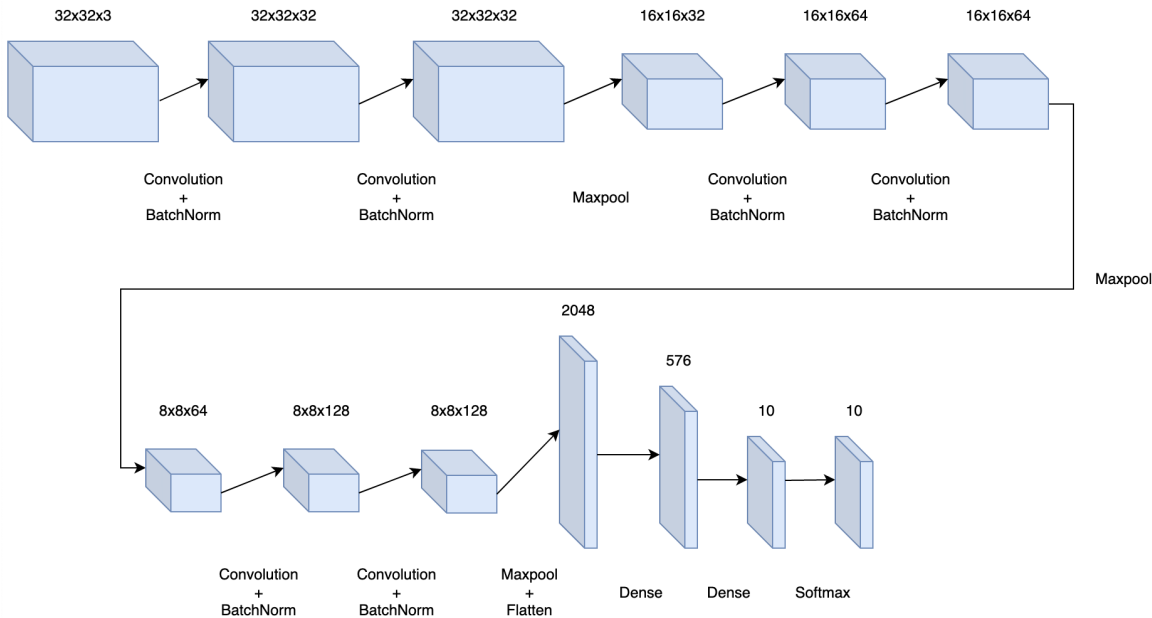 32x32x3
32x32x32
32x32x32
16x16x32
16x16x64
16x16x64
Convolution
+
BatchNorm
Convolution
+
BatchNorm
Maxpool
Convolution
+
BatchNorm
Convolution
+
BatchNorm
Maxpool
8x8x64
8x8x128
8x8x128
2048
576
10
10
Convolution
+
BatchNorm
Convolution
+
BatchNorm
Maxpool
+
Flatten
Dense
Dense
Softmax